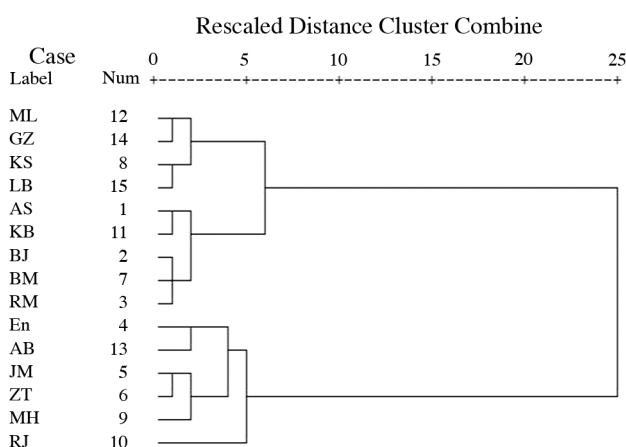 Rescaled Distance Cluster Combine
Case 0 5 10 15 20 25
Label Num
ML 12
GZ 14
KS 8
LB 15
AS 1
KB 11
BJ 2
BM 7
RM 3
En 4
AB 13
JM 5
ZT 6
MH 9
RJ 10